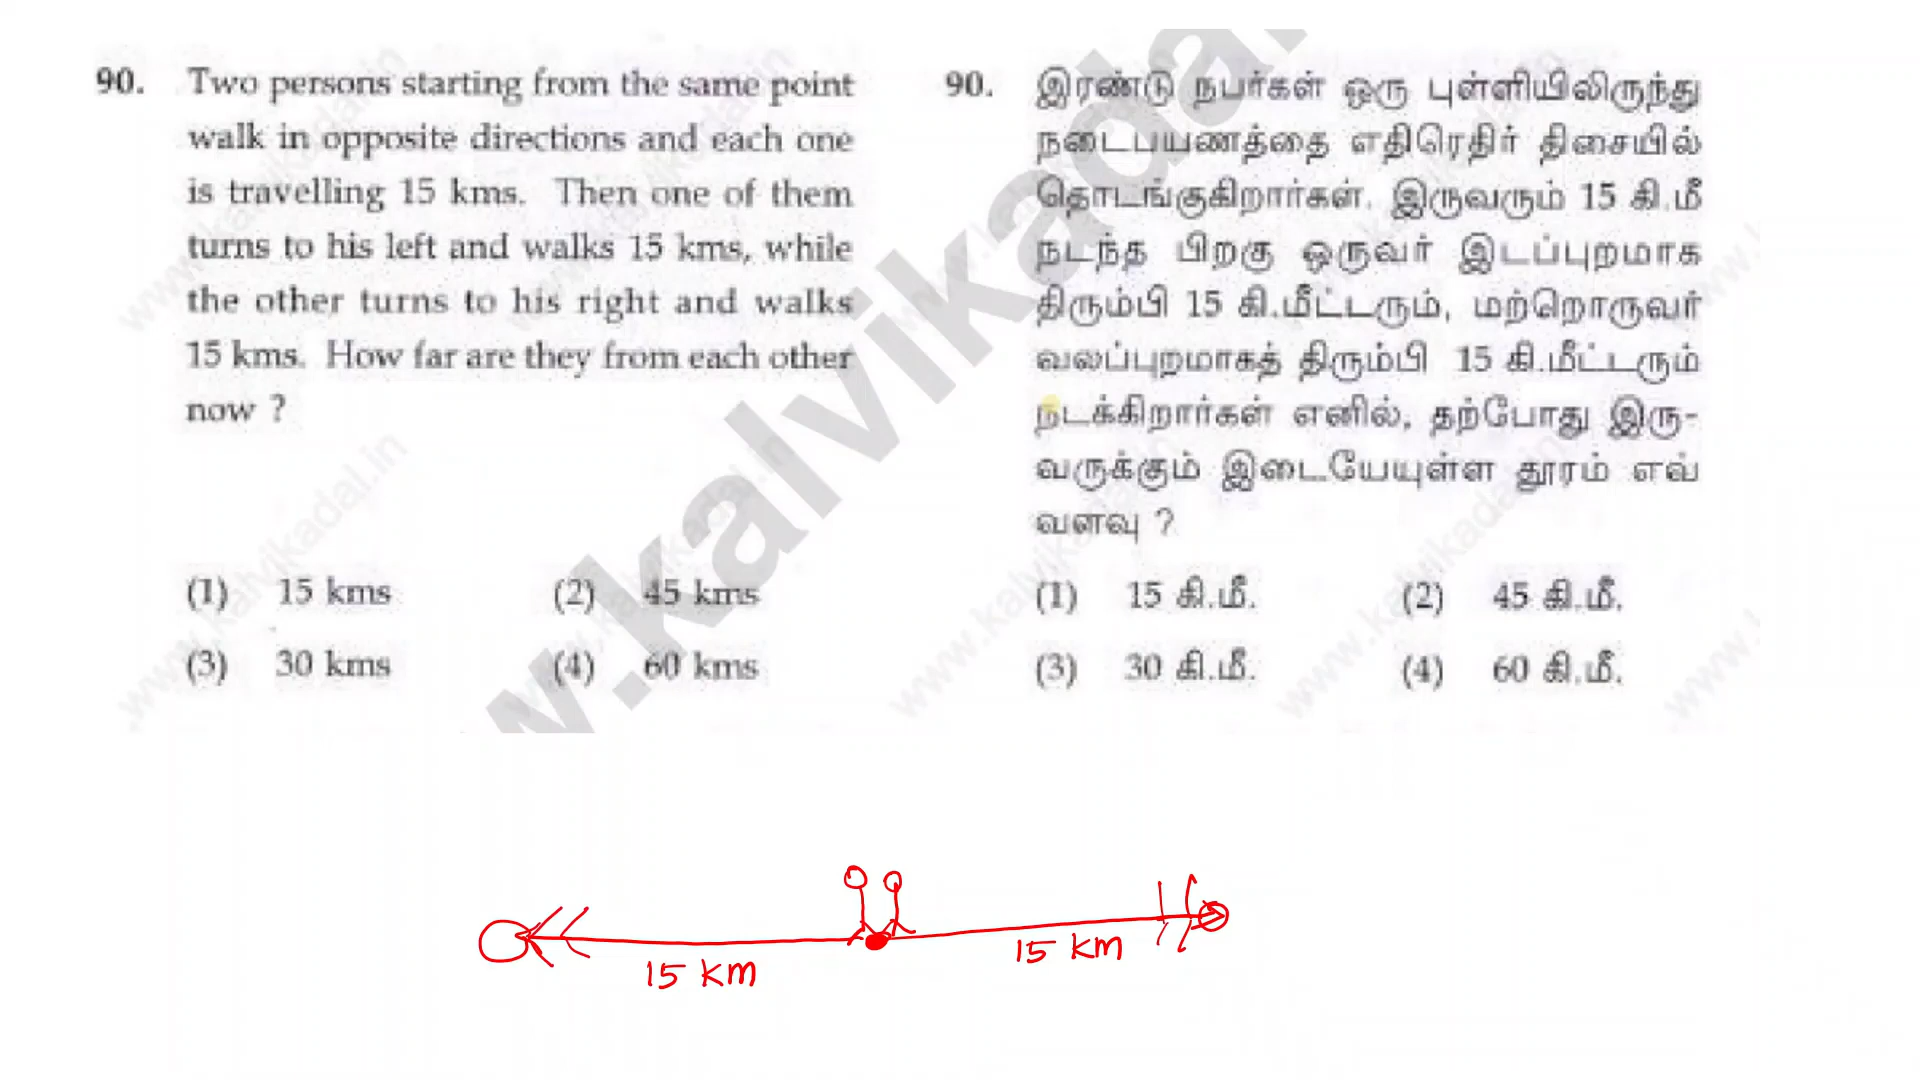 90. Two persons starting from the same point
walk in opposite directions and each one
is travelling 15 kms. Then one of them
turns to his left and walks 15 kms, while
the other turns to his right and walks
15 kms. How far are they from each other
now ?
(1) 15 kms (2) 45 kms
(3) 30 kms (4) 60 kms
90. இரண்டு நபர்கள் ஒரு புள்ளியிலிருந்து
நடைபயணத்தை எதிரெதிர் திசையில்
தொடங்குகிறார்கள். இருவரும் 15 கி.மீ
நடந்த பிறகு ஒருவர் இடப்புறமாக
திரும்பி 15 கி.மீட்டரும், மற்றொருவர்
வலப்புறமாகத் திரும்பி 15 கி.மீட்டரும்
நடக்கிறார்கள் எனில், தற்போது இரு-
வருக்கும் இடையேயுள்ள தூரம் எவ்
வளவு ?
(1) 15 கி.மீ. (2) 45 கி.மீ.
(3) 30 கி.மீ. (4) 60 கி.மீ.
w.kalvikadal
www.kalvikadal.in
15 KM
15 KM